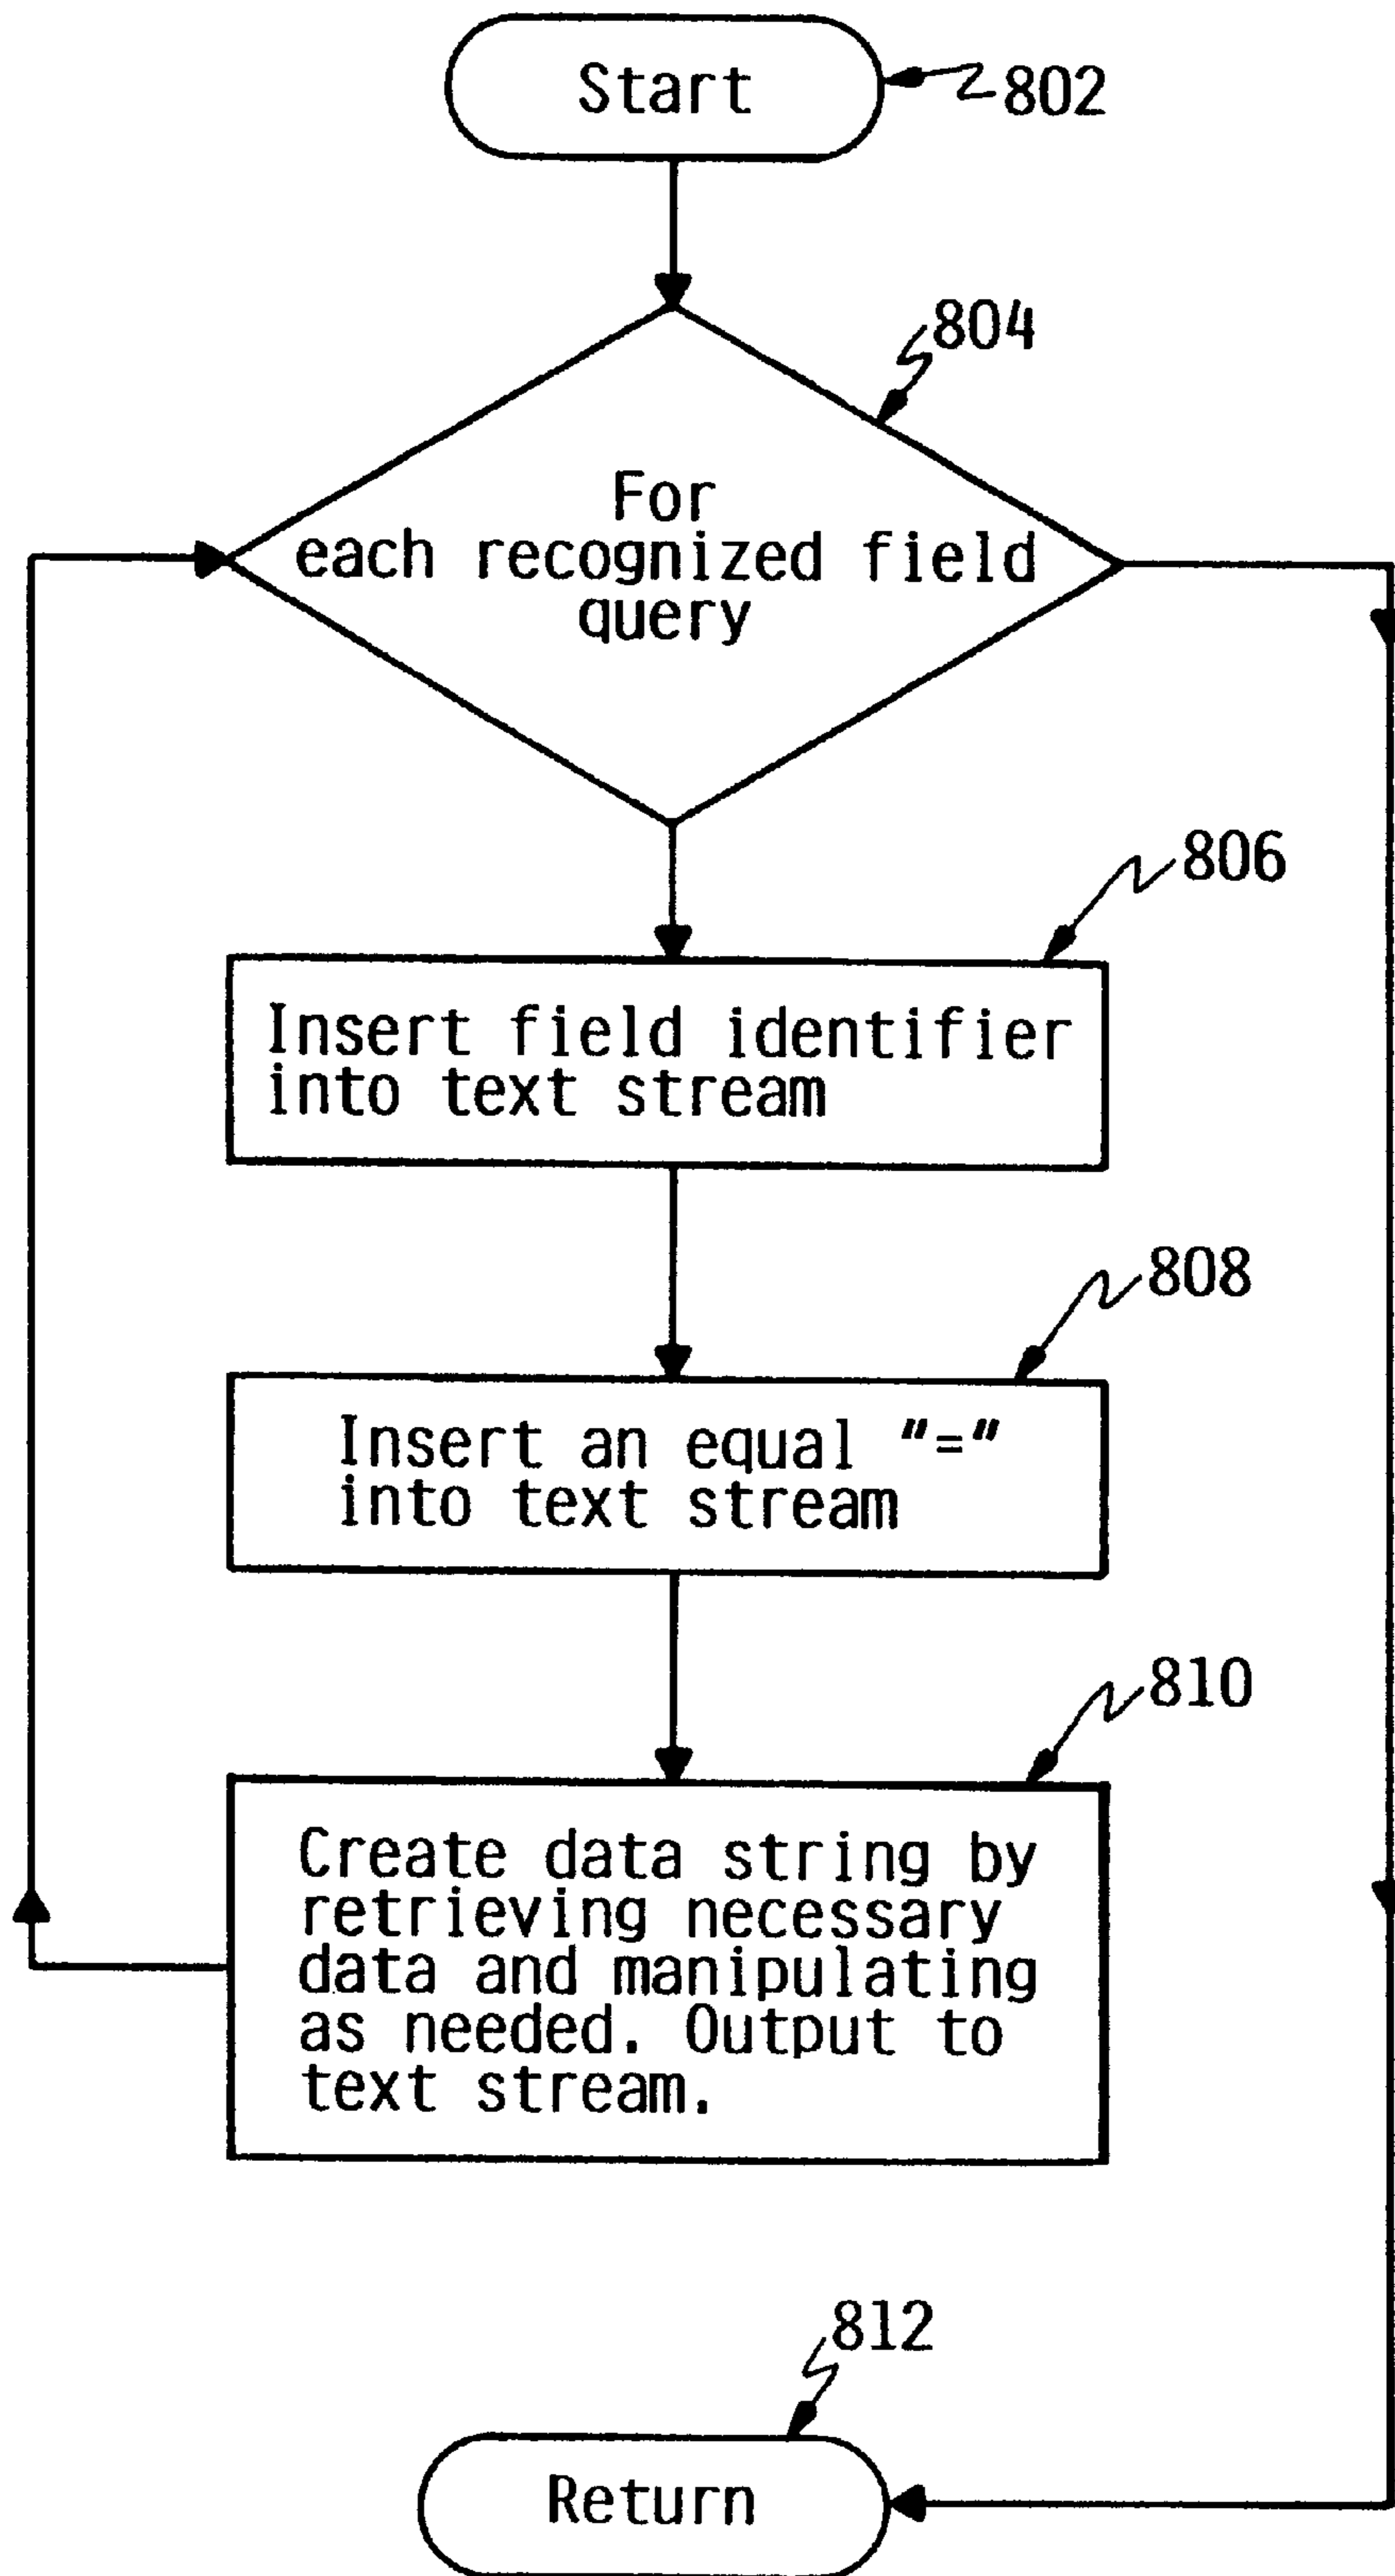 Start
802
804
For
each recognized field
query
806
Insert field identifier
into text stream
808
Insert an equal "="
into text stream
810
Create data string by
retrieving necessary
data and manipulating
as needed. Output to
text stream.
812
Return